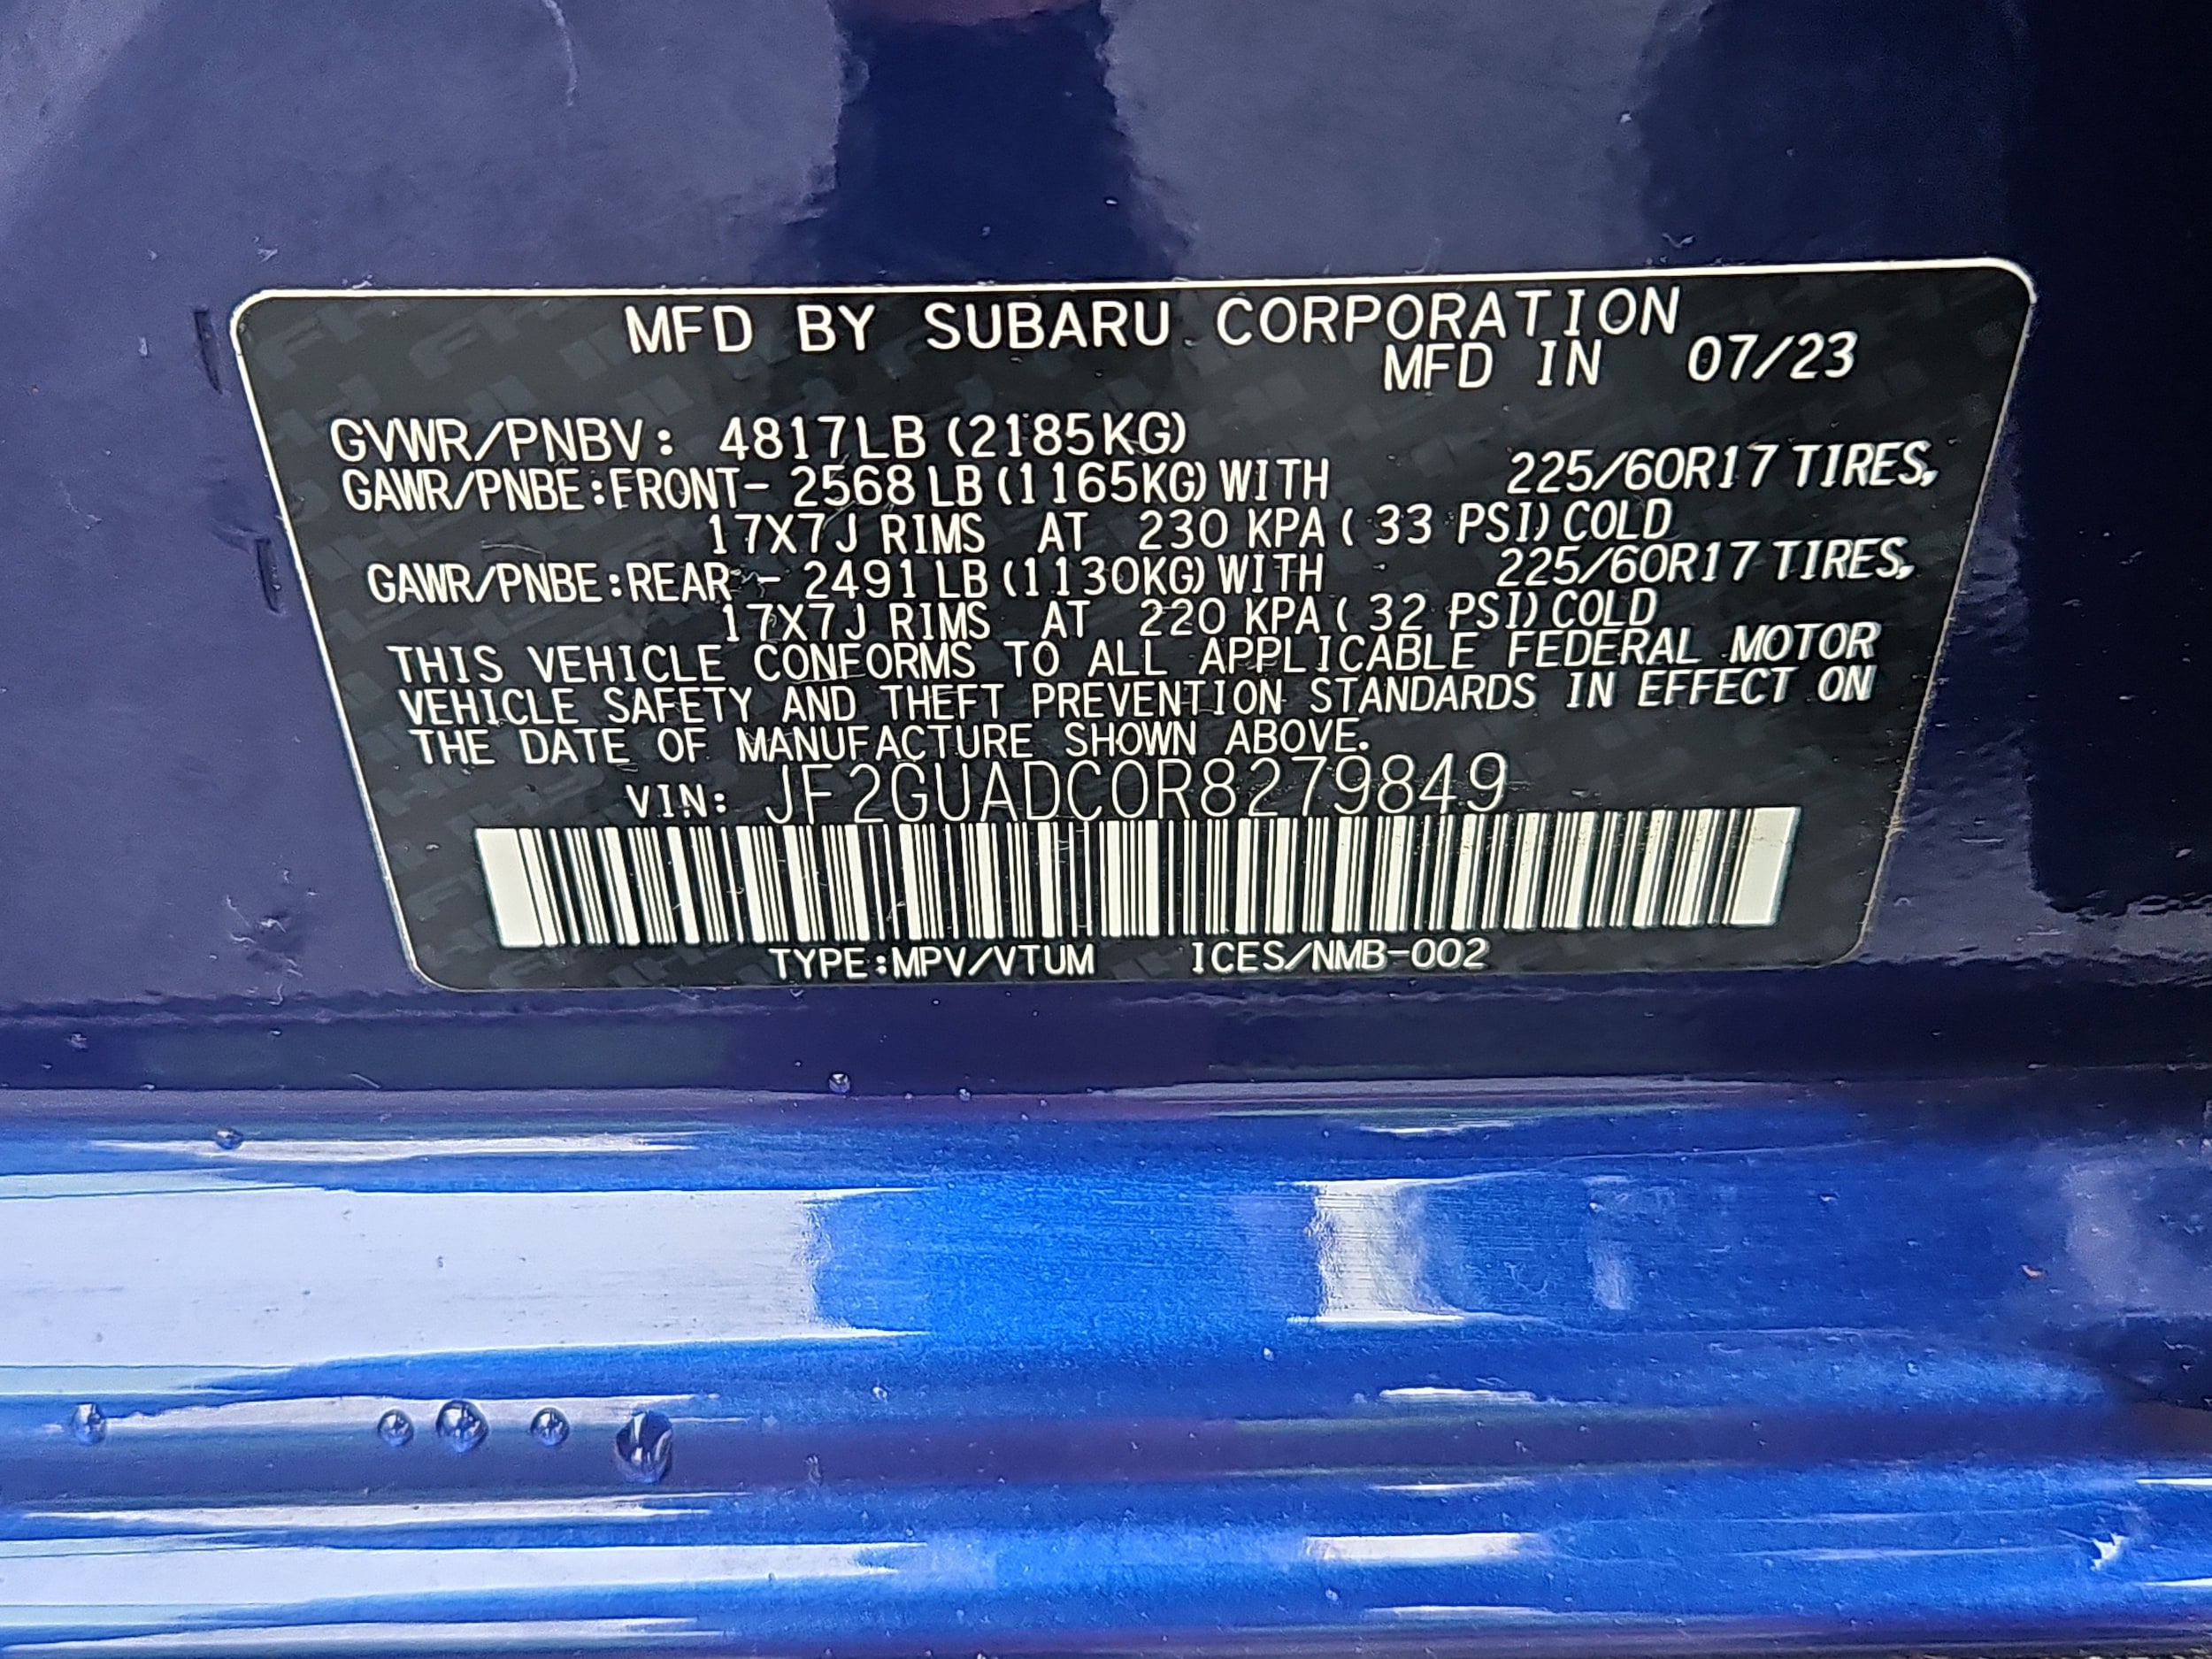 MFD BY SUBARU CORPORATION
MFD IN 07/23
GVWR/PNBV: 4817LB (2185KG)
GAWR/PNBE:FRONT- 2568 LB (1165KG) WITH 225/60R17 TIRES,
17X7J RIMS AT 230 KPA ( 33 PSI) COLD
GAWR/PNBE:REAR - 2491 LB (1130KG) WITH 225/60R17 TIRES,
17X7J RIMS AT 220 KPA ( 32 PSI) COLD
THIS VEHICLE CONFORMS TO ALL APPLICABLE FEDERAL MOTOR
VEHICLE SAFETY AND THEFT PREVENTION STANDARDS IN EFFECT ON
THE DATE OF MANUFACTURE SHOWN ABOVE.
VIN: JF2GUADC0R8279849
TYPE:MPV/VTUM ICES/NMB-002